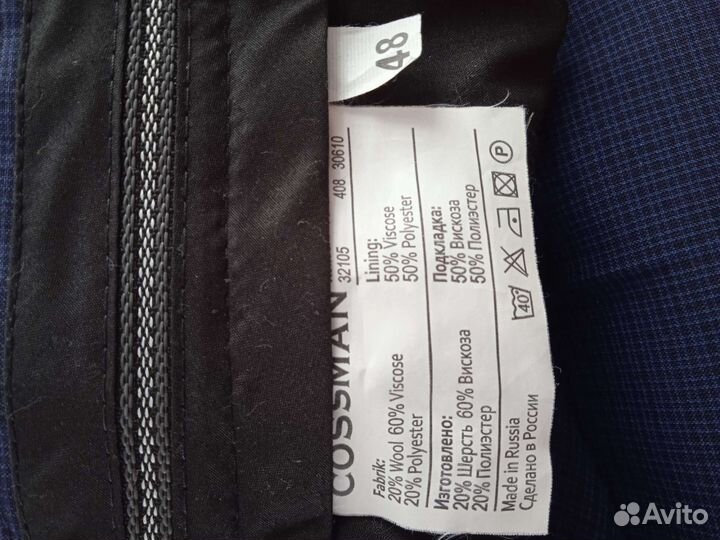 48
COSSMAN
32105 408 30610
Fabrik:
20% Wool 60% Viscose
20% Polyester
Lining:
50% Viscose
50% Polyester
Изготовлено:
20% Шерсть 60% Вискоза
20% Полиэстер
Подкладка:
50% Вискоза
50% Полиэстер
Made in Russia
Сделано в России
40°
P
Avito